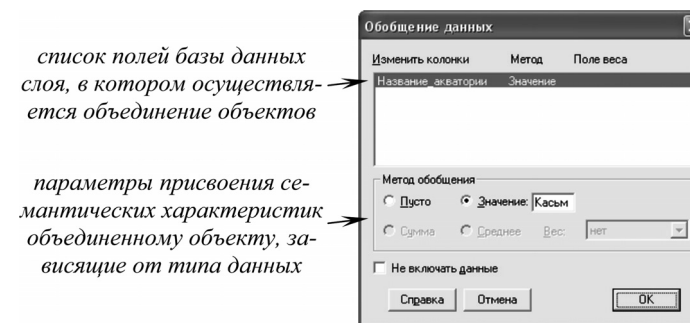 Обобщение данных
список полей базы данных
слоя, в котором осуществля-
ется объединение объектов
Изменить колонки Метод Поле веса
Название_акватории Значение
параметры присвоения се-
мантических характеристик
объединенному объекту, за-
висящие от типа данных
Метод обобщения
Пусто Значение: Касьм
Сумма Среднее Вес: нет
Не включать данные
Справка Отмена OK